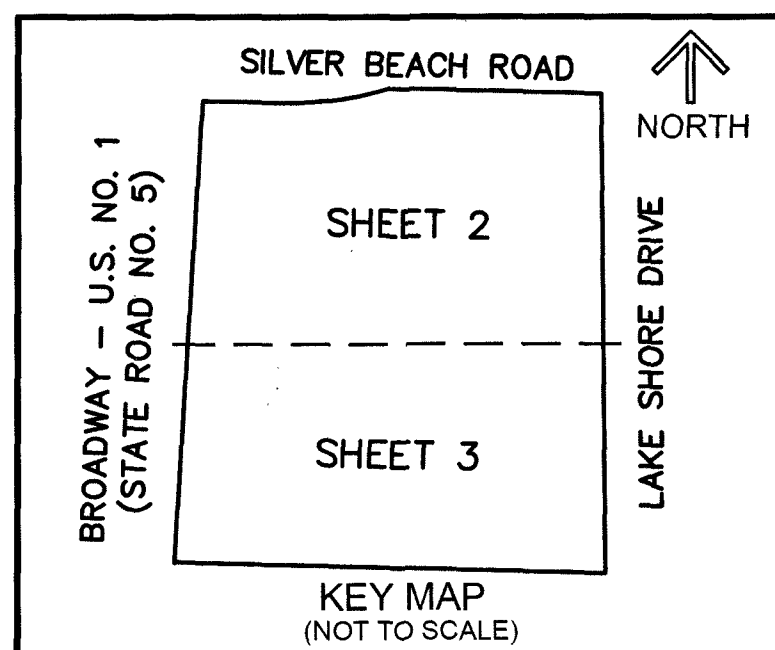 SILVER BEACH ROAD
NORTH
BROADWAY – U.S. NO. 1
(STATE ROAD NO. 5)
SHEET 2
LAKE SHORE DRIVE
SHEET 3
KEY MAP
(NOT TO SCALE)